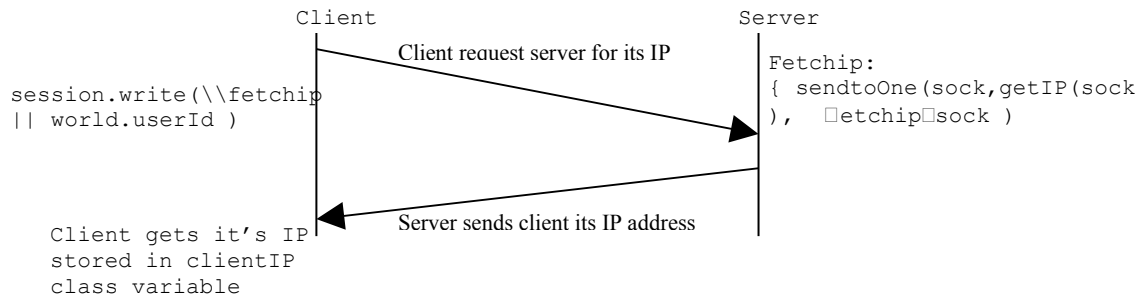 Client
Server
Client request server for its IP
session.write(\\fetchip
|| world.userId )
Fetchip:
{ sendtoOne(sock,getIP(sock
), □etchip□sock )
Server sends client its IP address
Client gets it’s IP
stored in clientIP
class variable